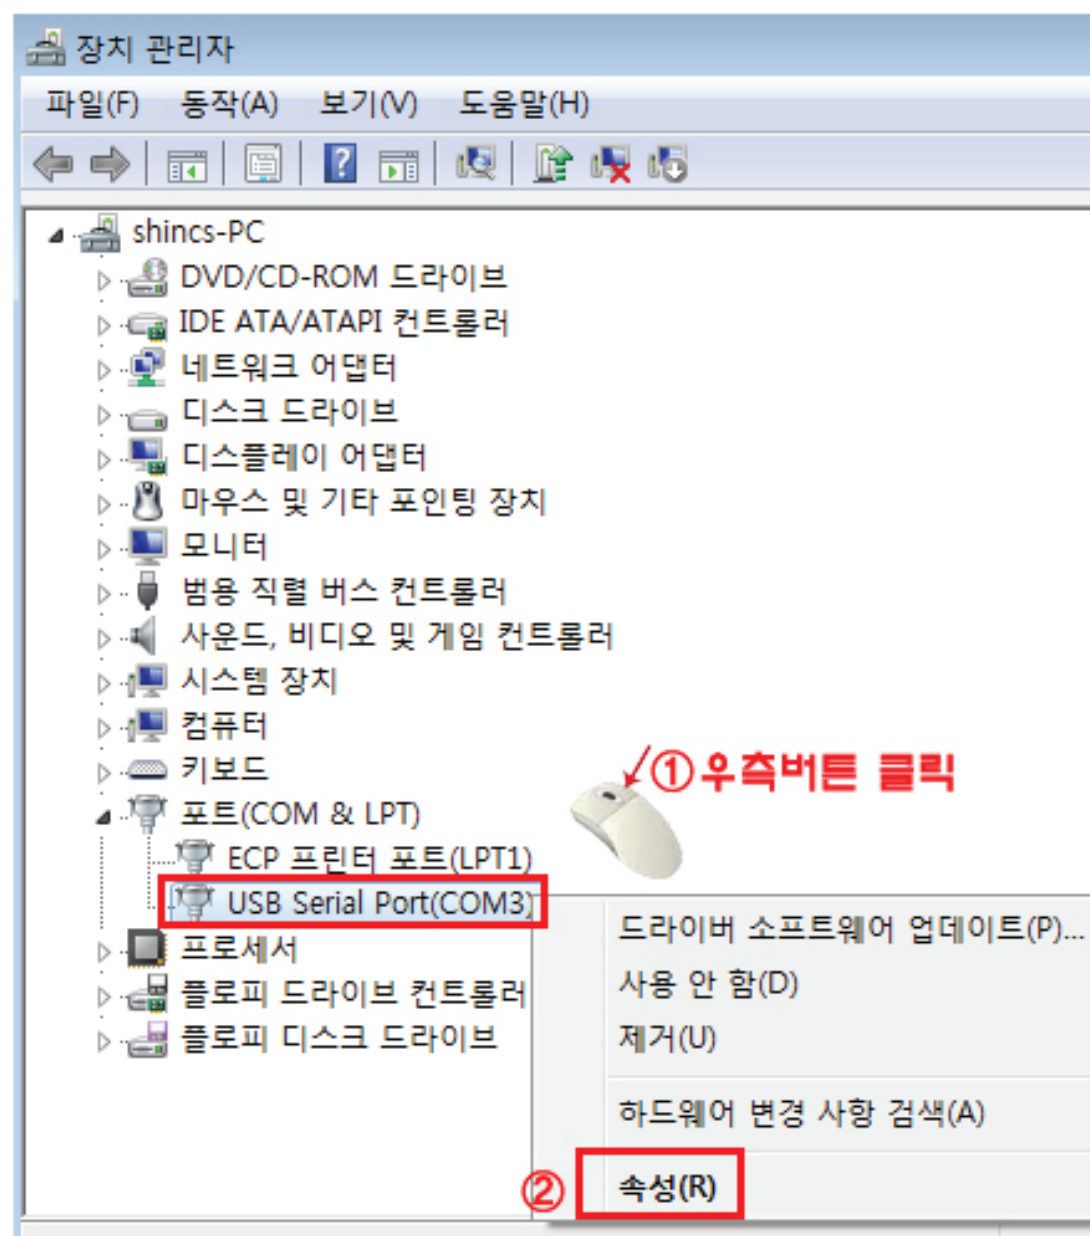 장치 관리자
파일(F) 동작(A) 보기(V) 도움말(H)
shincs-PC
DVD/CD-ROM 드라이브
IDE ATA/ATAPI 컨트롤러
네트워크 어댑터
디스크 드라이브
디스플레이 어댑터
마우스 및 기타 포인팅 장치
모니터
범용 직렬 버스 컨트롤러
사운드, 비디오 및 게임 컨트롤러
시스템 장치
컴퓨터
키보드
①우측버튼 클릭
포트(COM & LPT)
ECP 프린터 포트(LPT1)
USB Serial Port(COM3)
프로세서
플로피 드라이브 컨트롤러
플로피 디스크 드라이브
드라이버 소프트웨어 업데이트(P)...
사용 안 함(D)
제거(U)
하드웨어 변경 사항 검색(A)
② 속성(R)